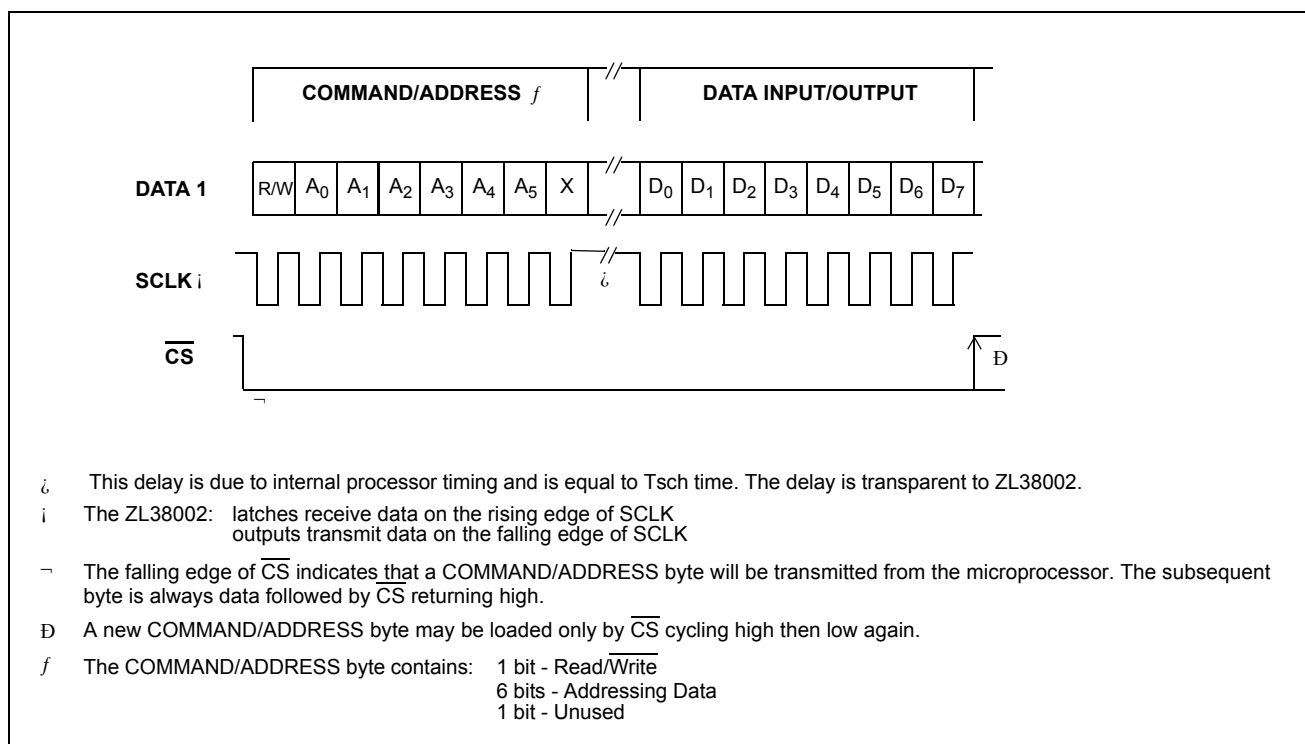 COMMAND/ADDRESS ƒ DATA INPUT/OUTPUT
DATA 1 R/W A0 A1 A2 A3 A4 A5 X D0 D1 D2 D3 D4 D5 D6 D7
SCLK ¡
¿
CS
Ð
¬
¿ This delay is due to internal processor timing and is equal to Tsch time. The delay is transparent to ZL38002.
¡ The ZL38002: latches receive data on the rising edge of SCLK
outputs transmit data on the falling edge of SCLK
¬ The falling edge of CS indicates that a COMMAND/ADDRESS byte will be transmitted from the microprocessor. The subsequent
byte is always data followed by CS returning high.
Ð A new COMMAND/ADDRESS byte may be loaded only by CS cycling high then low again.
ƒ The COMMAND/ADDRESS byte contains: 1 bit - Read/Write
6 bits - Addressing Data
1 bit - Unused